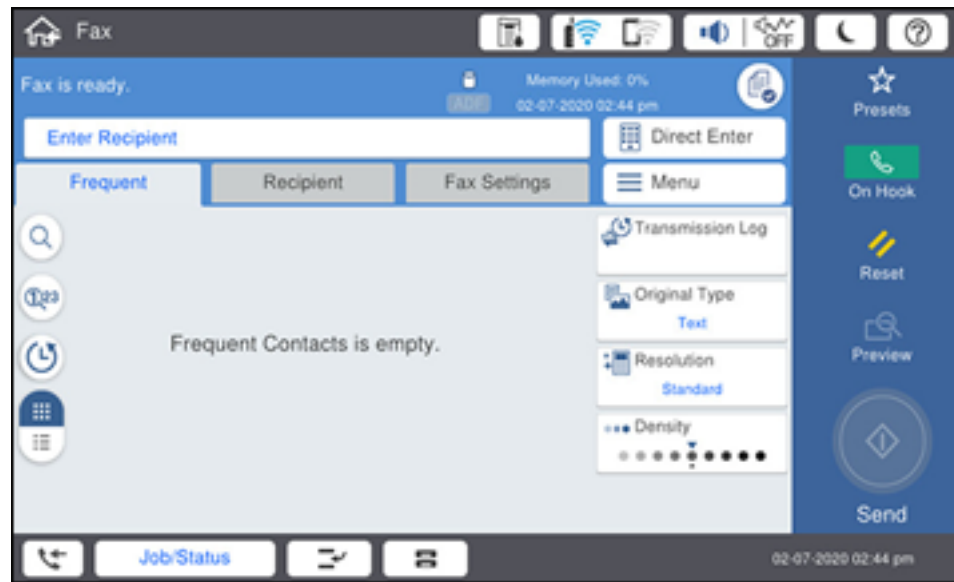 Fax
OFF
Fax is ready.
ADF
Memory Used: 0%
02-07-2020 02:44 pm
Presets
Enter Recipient
Direct Enter
On Hook
Frequent
Recipient
Fax Settings
Menu
Transmission Log
Reset
123
Original Type
Text
Frequent Contacts is empty.
Resolution
Standard
Preview
Density
Send
Job/Status
02-07-2020 02:44 pm